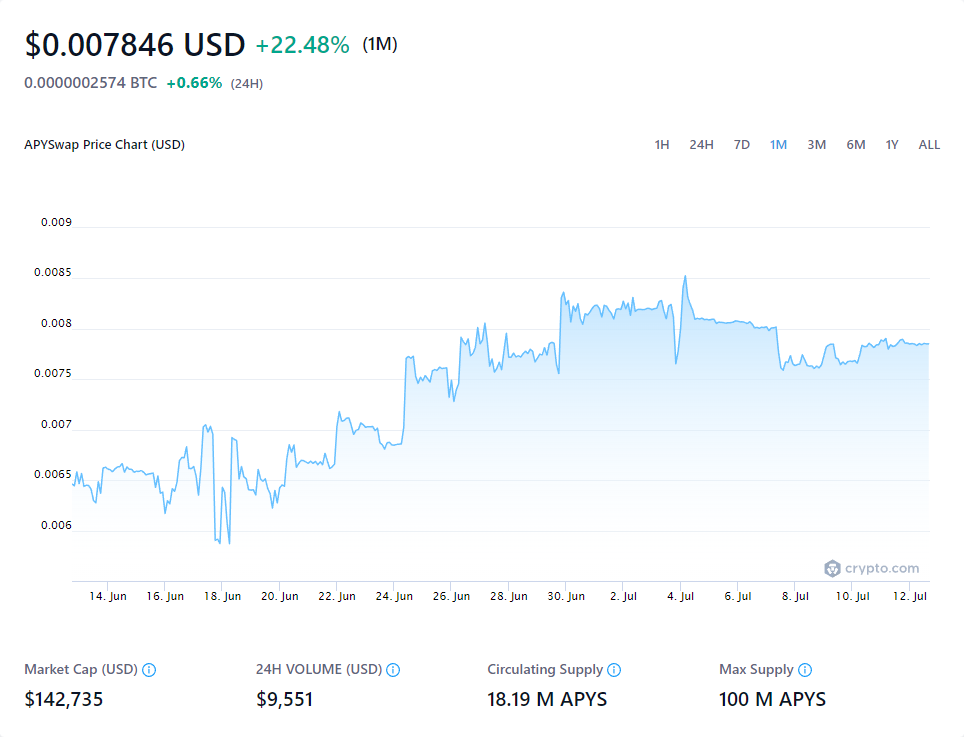 $0.007846 USD +22.48% (1M)
0.0000002574 BTC +0.66% (24H)
APYSwap Price Chart (USD) 1H 24H 7D 1M 3M 6M 1Y ALL
0.009
0.0085
0.008
0.0075
0.007
0.0065
0.006
crypto.com
14. Jun 16. Jun 18. Jun 20. Jun 22. Jun 24. Jun 26. Jun 28. Jun 30. Jun 2. Jul 4. Jul 6. Jul 8. Jul 10. Jul 12. Jul
Market Cap (USD) 24H VOLUME (USD) Circulating Supply Max Supply
$142,735 $9,551 18.19 M APYS 100 M APYS